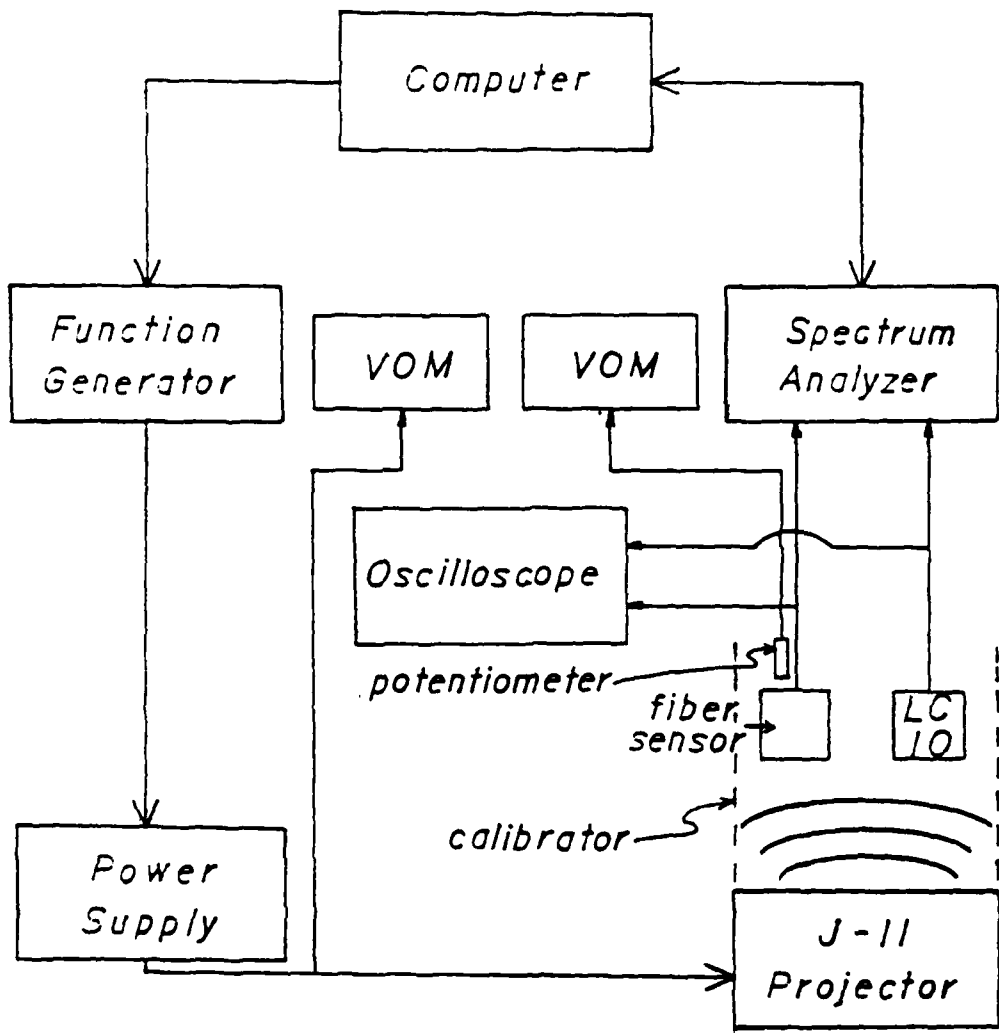 Computer
Function
Generator
VOM
VOM
Spectrum
Analyzer
Oscilloscope
potentiometer
fiber
sensor
LC
10
calibrator
Power
Supply
J-11
Projector